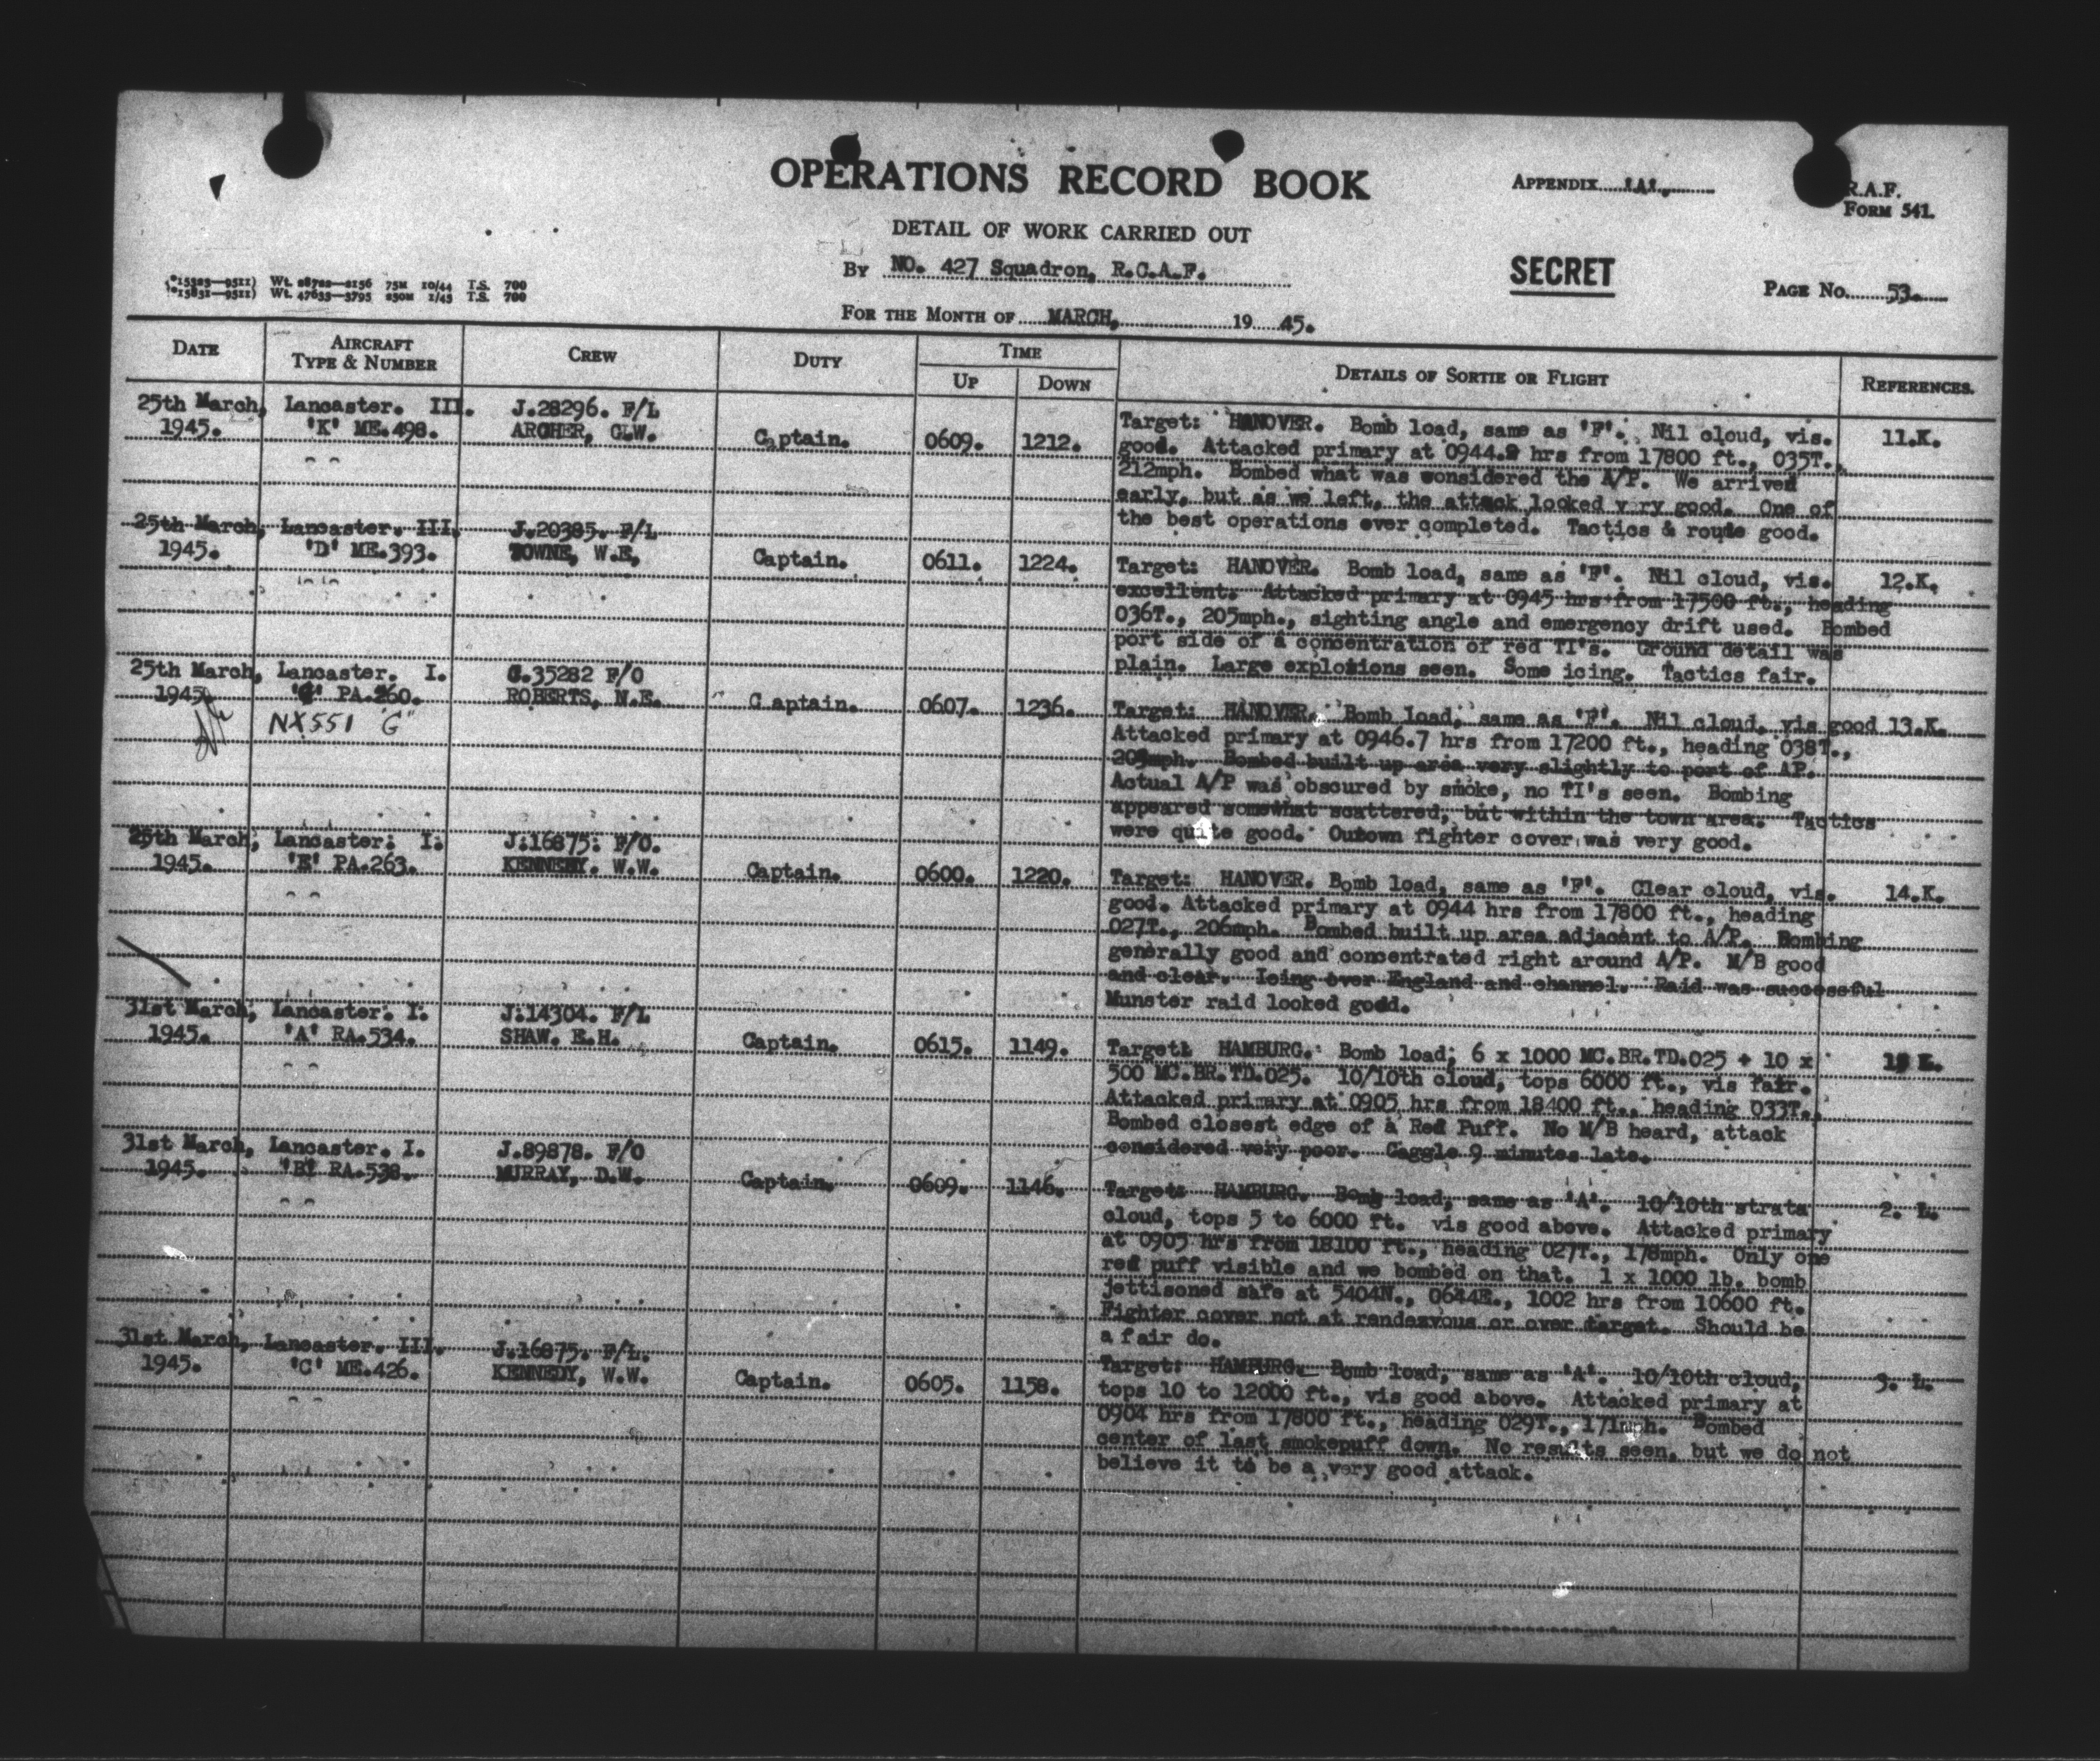 OPERATIONS RECORD BOOK
APPENDIX 'A'.
R.A.F.
FORM 541.
DETAIL OF WORK CARRIED OUT
By NO. 427 Squadron, R.C.A.F.
SECRET
PAGE No. 53.
FOR THE MONTH OF MARCH, 19 45.
DATE
AIRCRAFT
TYPE & NUMBER
CREW
DUTY
TIME
UP
DOWN
DETAILS OF SORTIE OR FLIGHT
REFERENCES.
25th March, Lancaster. III. J.28296. F/L
1945. 'K' ME.498. ARCHER, G.W. Captain. 0609. 1212.
Target: HANOVER. Bomb load, same as 'F'. Nil cloud, vis. 11.K.
good. Attacked primary at 0944. hrs from 17800 ft., 035T.,
212mph. Bombed what was considered the A/P. We arrived
early, but as we left, the attack looked v ry good. One of
the best operations ever completed. Tactics & route good.
25th March, Lancaster. III. J.20385. F/L
1945. 'D' ME.393. TOWNE, W.E, Captain. 0611. 1224.
Target: HANOVER. Bomb load, same as 'F'. Nil cloud, vis. 12.K.
excellent. Attacked primary at 0945 hrs from 17500 ft., heading
036T., 205mph., sighting angle and emergency drift used. Bombed
port side of a concentration of red TI's. Ground detail was
plain. Large explosions seen. Some icing. Tactics fair.
25th March, Lancaster. I. C.35282 F/O
1945. 'G' PA.260. ROBERTS, N.E. C aptain. 0607. 1236.
NX551 "G"
Target: HANOVER. Bomb load, same as 'F'. Nil cloud, vis good 13.K.
Attacked primary at 0946.7 hrs from 17200 ft., heading 038T.,
mph. Bombed built up area very slightly to port of AP.
Actual A/P was obscured by smoke, no TI's seen. Bombing
appeared somewhat scattered, but within the town area. Tactics
were quite good. Outown fighter cover was very good.
25th March, Lancaster. I. J.16875. F/O.
1945. 'E' PA.263. KENNEDY. W.W. Captain. 0600. 1220.
Target: HANOVER. Bomb load, same as 'F'. Clear cloud, vis. 14.K.
good. Attacked primary at 0944 hrs from 17800 ft., heading
027T., 206mph. Bombed built up area adjacent to A/P. Bombing
generally good and concentrated right around A/P. M/B good
and clear. Icing over England and channel. Raid was successful
Munster raid looked good.
31st March, Lancaster. I. J.14304. F/L
1945. 'A' RA.534. SHAW. E.H. Captain. 0615. 1149.
Target: HAMBURG. Bomb load; 6 x 1000 MC.BR.TD.025 + 10 x
500 MC.BR.TD.025. 10/10th cloud, tops 6000 ft., vis fair.
Attacked primary at 0905 hrs from 18400 ft., heading 033T.,
Bombed closest edge of a Red Puff. No M/B heard, attack
considered very poor. Gaggle 9 minutes late.
31st March, Lancaster. I. J.89878. F/O
1945. 'B' RA.538. MURRAY, D.W. Captain. 0609. 1146.
Target: HAMBURG. Bomb load, same as 'A'. 10/10th strata 2. L.
cloud, tops 5 to 6000 ft. vis good above. Attacked primary
at 0905 hrs from 18100 ft., heading 027T., 178mph. Only one
red puff visible and we bombed on that. 1 x 1000 lb. bomb
jettisoned safe at 5404N., 0644E., 1002 hrs from 10600 ft.
Fighter cover not at rendezvous or over target. Should be
a fair do.
31st March, Lancaster. III. J.16875. F/L.
1945. 'C' ME.426. KENNEDY, W.W. Captain. 0605. 1158.
Target: HAMBURG. Bomb load, same as 'A'. 10/10th cloud, 3. L.
tops 10 to 12000 ft., vis good above. Attacked primary at
0904 hrs from 17800 ft., heading 029T., 171mph. Bombed
center of last smokepuff down. No results seen, but we do not
believe it to be a very good attack.